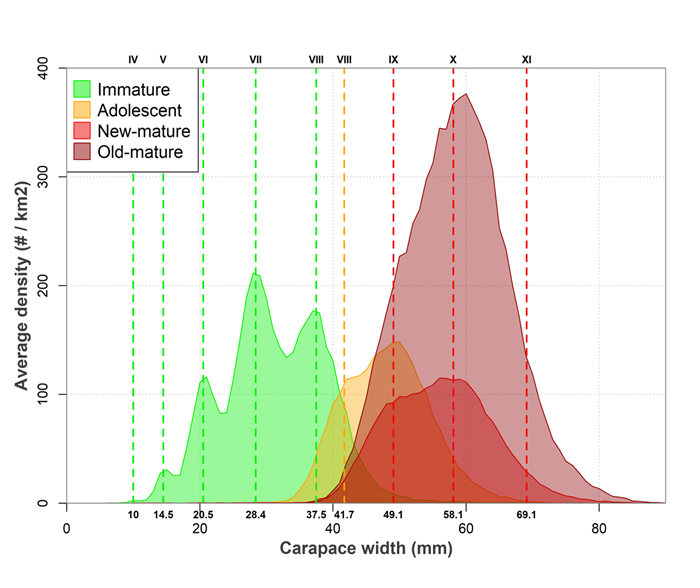 IV V VI VII VIII VIII IX X XI
400
300
200
100
0
Immature
Adolescent
New-mature
Old-mature
Average density (# / km2)
10 14.5 20.5 28.4 37.5 41.7 49.1 58.1 69.1
0 20 40 60 80
Carapace width (mm)